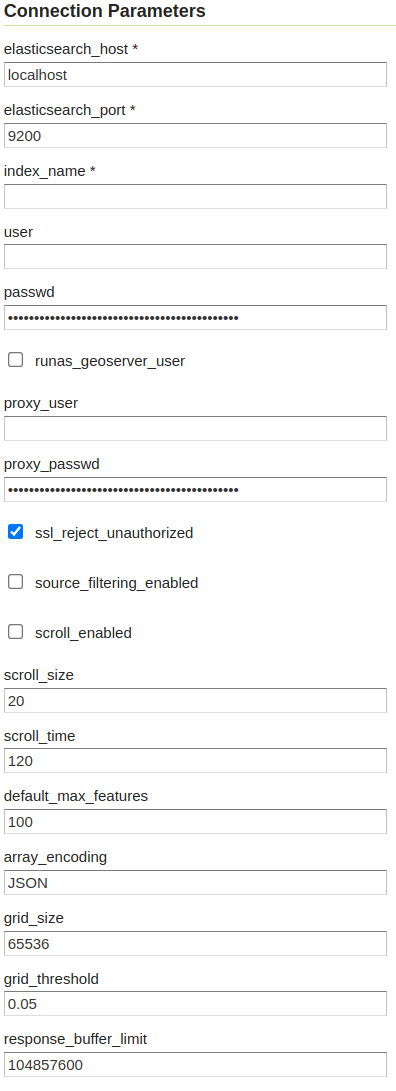 Connection Parameters
elasticsearch_host *
localhost
elasticsearch_port *
9200
index_name *
user
passwd
••••••••••••••••••••••••••••••••••••••••••••
runas_geoserver_user
proxy_user
proxy_passwd
••••••••••••••••••••••••••••••••••••••••••••
ssl_reject_unauthorized
source_filtering_enabled
scroll_enabled
scroll_size
20
scroll_time
120
default_max_features
100
array_encoding
JSON
grid_size
65536
grid_threshold
0.05
response_buffer_limit
104857600